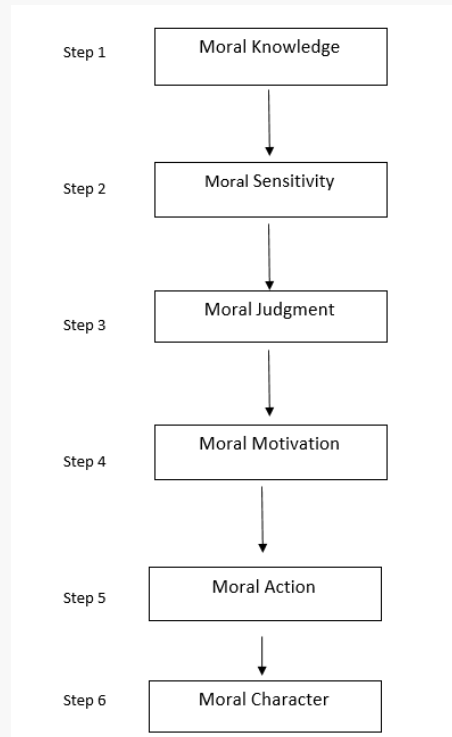 Step 1 Moral Knowledge
Step 2 Moral Sensitivity
Step 3 Moral Judgment
Step 4 Moral Motivation
Step 5 Moral Action
Step 6 Moral Character